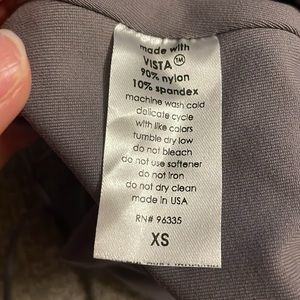 made with
VISTA™
90% nylon
10% spandex
machine wash cold
delicate cycle
with like colors
tumble dry low
do not bleach
do not use softener
do not iron
do not dry clean
made in USA
RN# 96335
XS